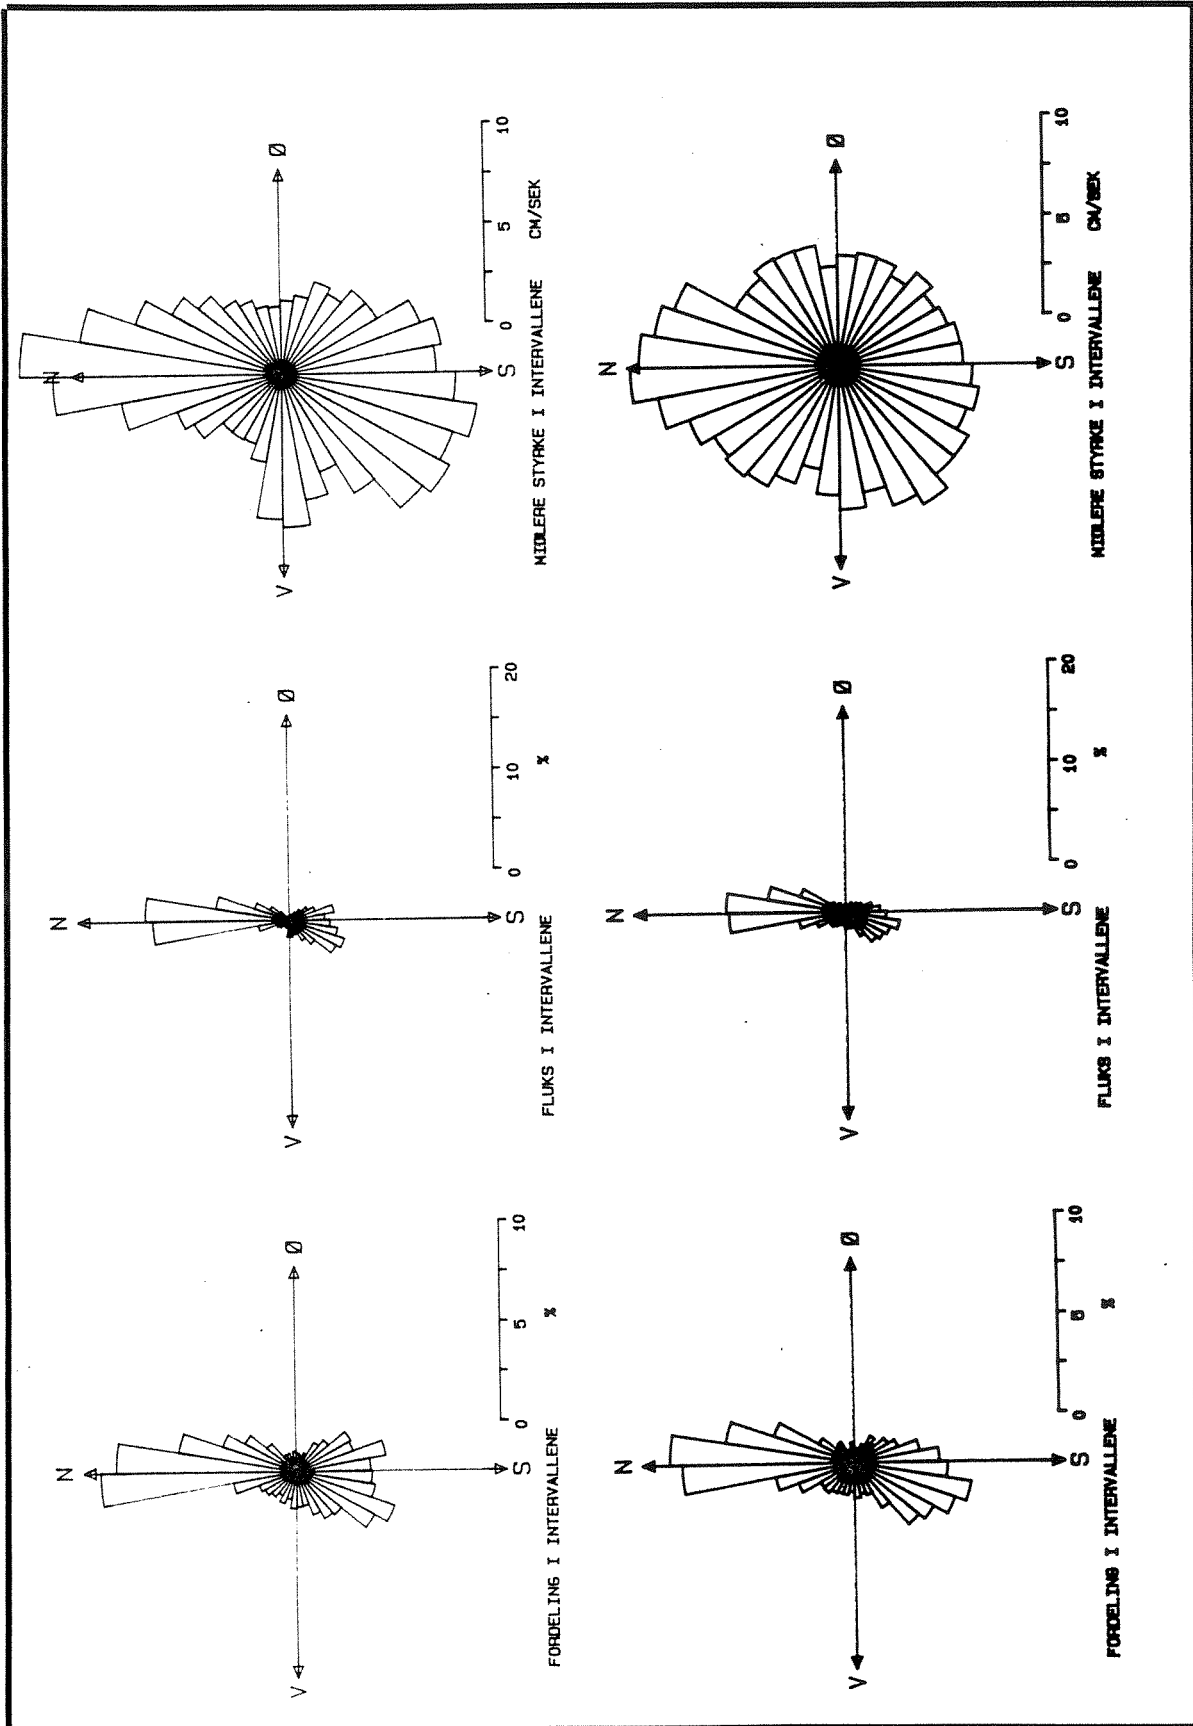 N
V
Ø
S
0 5 10
FORDELING I INTERVALLENE %
N
V
Ø
S
0 10 20
FLUKS I INTERVALLENE %
N
V
Ø
S
0 5 10
MIDLERE STYRKE I INTERVALLENE CM/SEK
N
V
Ø
S
0 5 10
FORDELING I INTERVALLENE %
N
V
Ø
S
0 10 20
FLUKS I INTERVALLENE %
N
V
Ø
S
0 5 10
MIDLERE STYRKE I INTERVALLENE CM/SEK